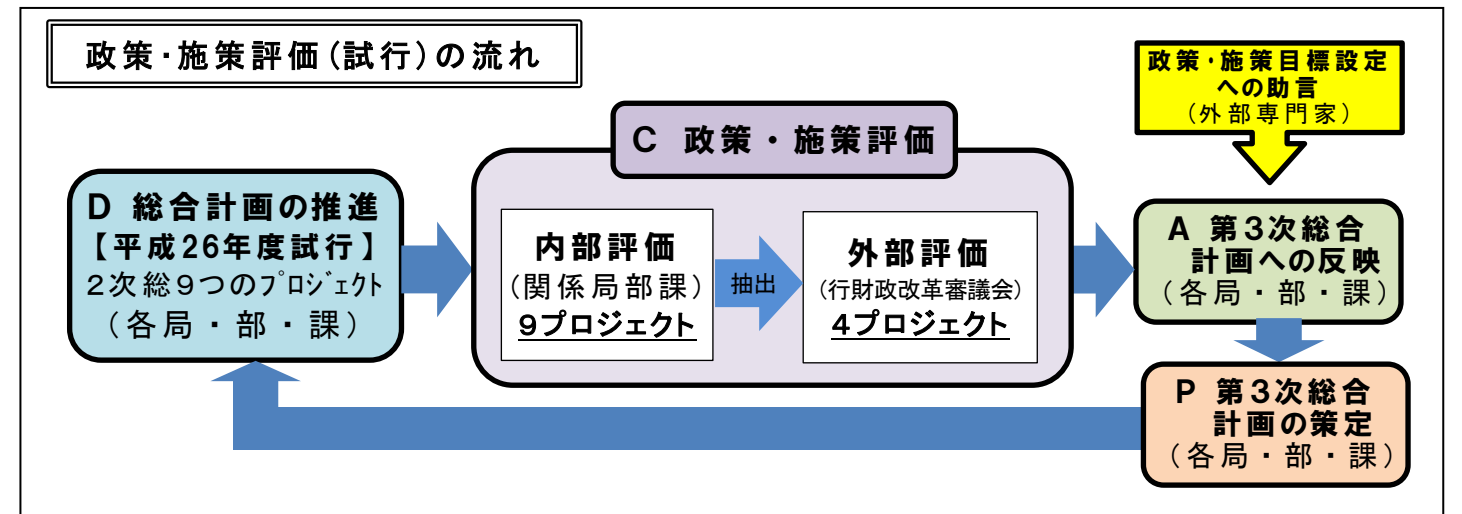 政策・施策評価(試行)の流れ
政策・施策目標設定
への助言
(外部専門家)
C 政策・施策評価
D 総合計画の推進
【平成26年度試行】
2次総9つのプロジェクト
(各局・部・課)
内部評価
(関係局部課)
9プロジェクト
抽出
外部評価
(行財政改革審議会)
4プロジェクト
A 第3次総合
計画への反映
(各局・部・課)
P 第3次総合
計画の策定
(各局・部・課)